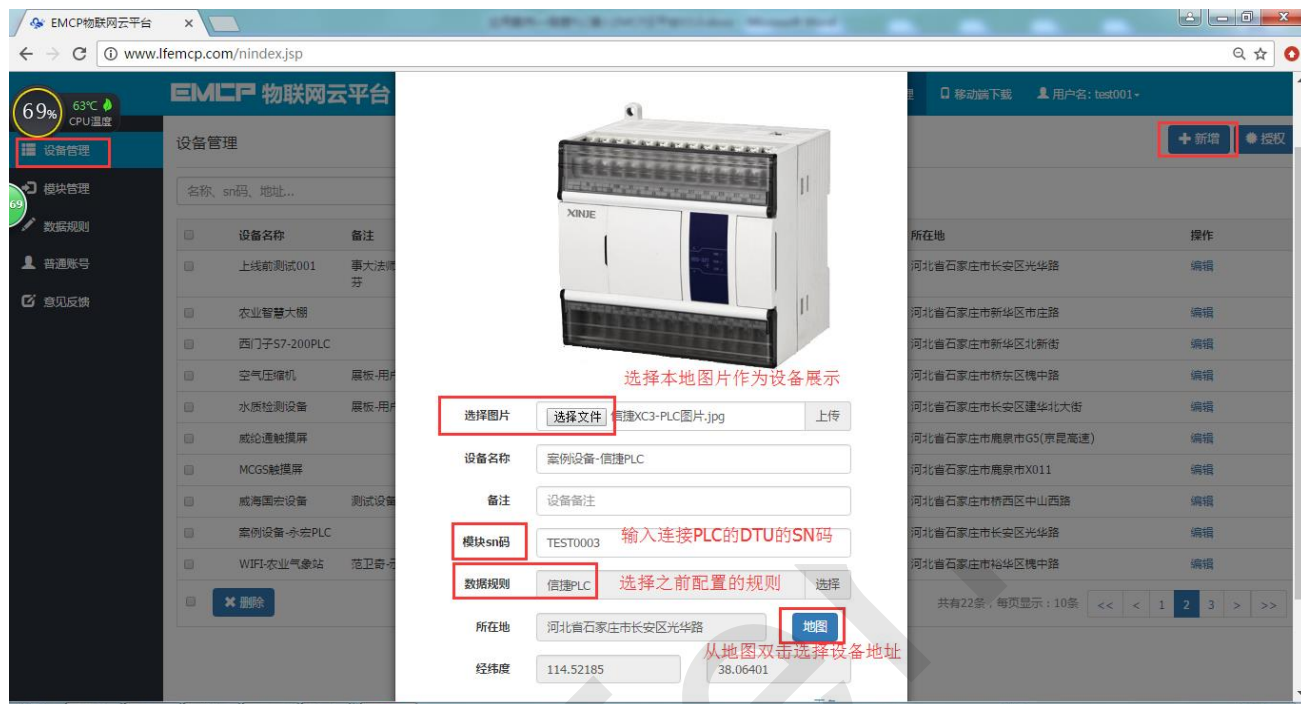 EMCP物联网云平台
www.lfemcp.com/nindex.jsp
69%
63℃
CPU温度
EMCP 物联网云平台
移动端下载
用户名: test001
设备管理
模块管理
数据规则
普通账号
意见反馈
设备管理
新增
授权
名称、sn码、地址...
设备名称 备注 所在地 操作
上线前测试001 河北省石家庄市长安区光华路 编辑
农业智慧大棚 河北省石家庄市新华区市庄路 编辑
西门子S7-200PLC 河北省石家庄市新华区北新街 编辑
空气压缩机 展板-用户 河北省石家庄市桥东区槐中路 编辑
水质检测设备 展板-用户 河北省石家庄市长安区建华北大街 编辑
威纶通触摸屏 河北省石家庄市鹿泉市G5(京昆高速) 编辑
MCGS触摸屏 河北省石家庄市鹿泉市X011 编辑
威海国宏设备 测试设备 河北省石家庄市桥西区中山西路 编辑
案例设备-永宏PLC 河北省石家庄市长安区光华路 编辑
WIFI-农业气象站 河北省石家庄市裕华区槐中路 编辑
删除
共有22条，每页显示：10条 << < 1 2 3 > >>
XINJE
选择本地图片作为设备展示
选择图片 选择文件 信捷XC3-PLC图片.jpg 上传
设备名称 案例设备-信捷PLC
备注 设备备注
模块sn码 TEST0003 输入连接PLC的DTU的SN码
数据规则 信捷PLC 选择之前配置的规则 选择
所在地 河北省石家庄市长安区光华路 地图
从地图双击选择设备地址
经纬度 114.52185 38.06401